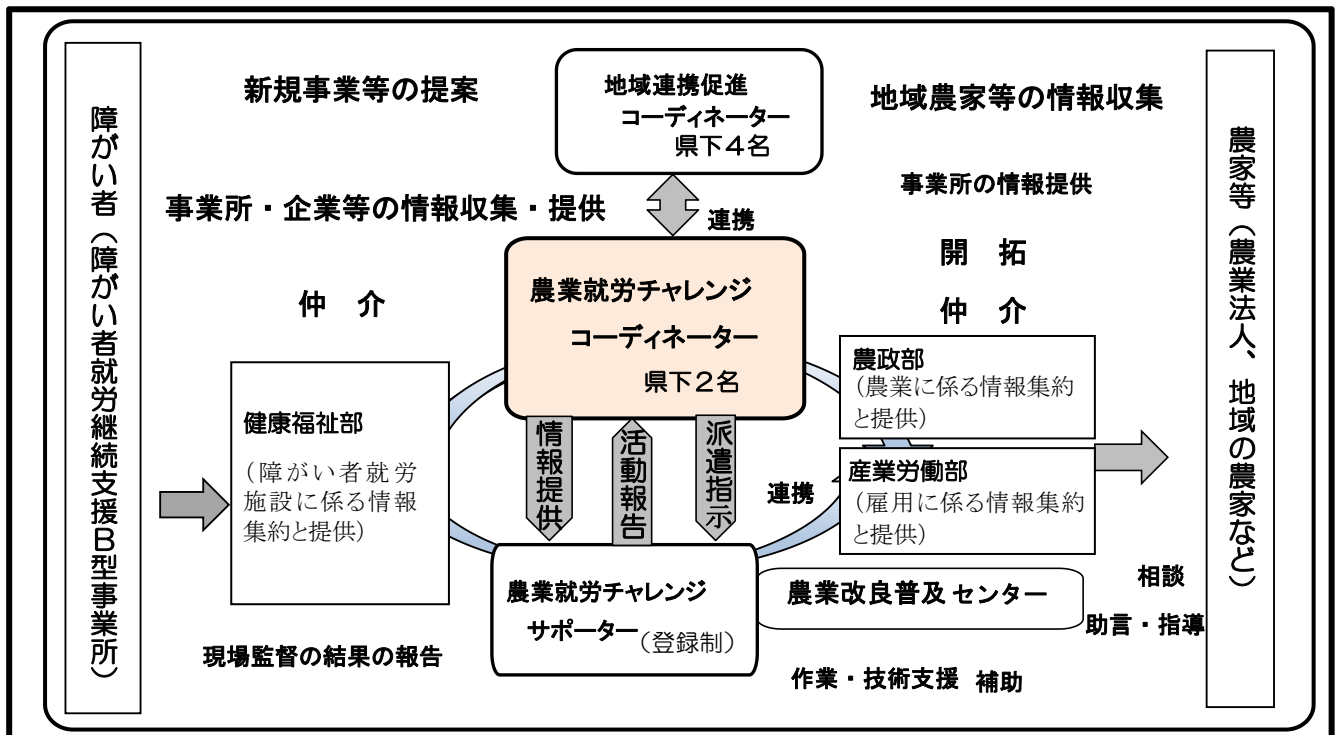 障がい者（障がい者就労継続支援B型事業所）
新規事業等の提案
地域連携促進
コーディネーター
県下４名
地域農家等の情報収集
事業所の情報提供
事業所・企業等の情報収集・提供
連携
開　拓
仲　介
仲　介
農業就労チャレンジ
コーディネーター
県下２名
農政部
（農業に係る情報集約
と提供）
健康福祉部
（障がい者就労
施設に係る情報
集約と提供）
情報提供
活動報告
派遣指示
連携
産業労働部
（雇用に係る情報集約
と提供）
農業就労チャレンジ
サポーター（登録制）
農業改良普及センター
相談
助言・指導
現場監督の結果の報告
作業・技術支援
補助
農家等（農業法人、地域の農家など）